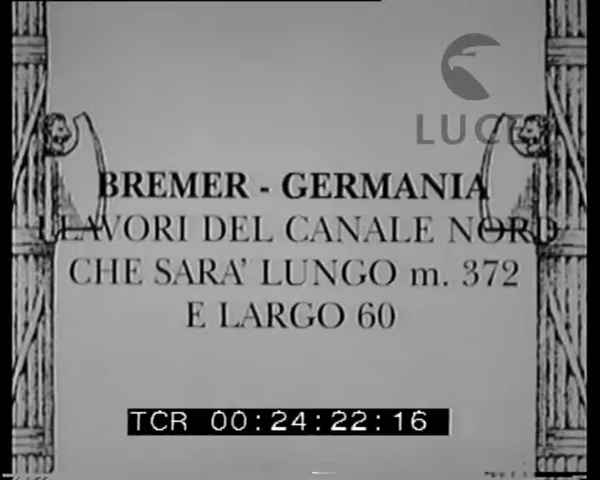 LUCE
BREMER - GERMANIA
I LAVORI DEL CANALE NORD
CHE SARA' LUNGO m. 372
E LARGO 60
TCR 00:24:22:16